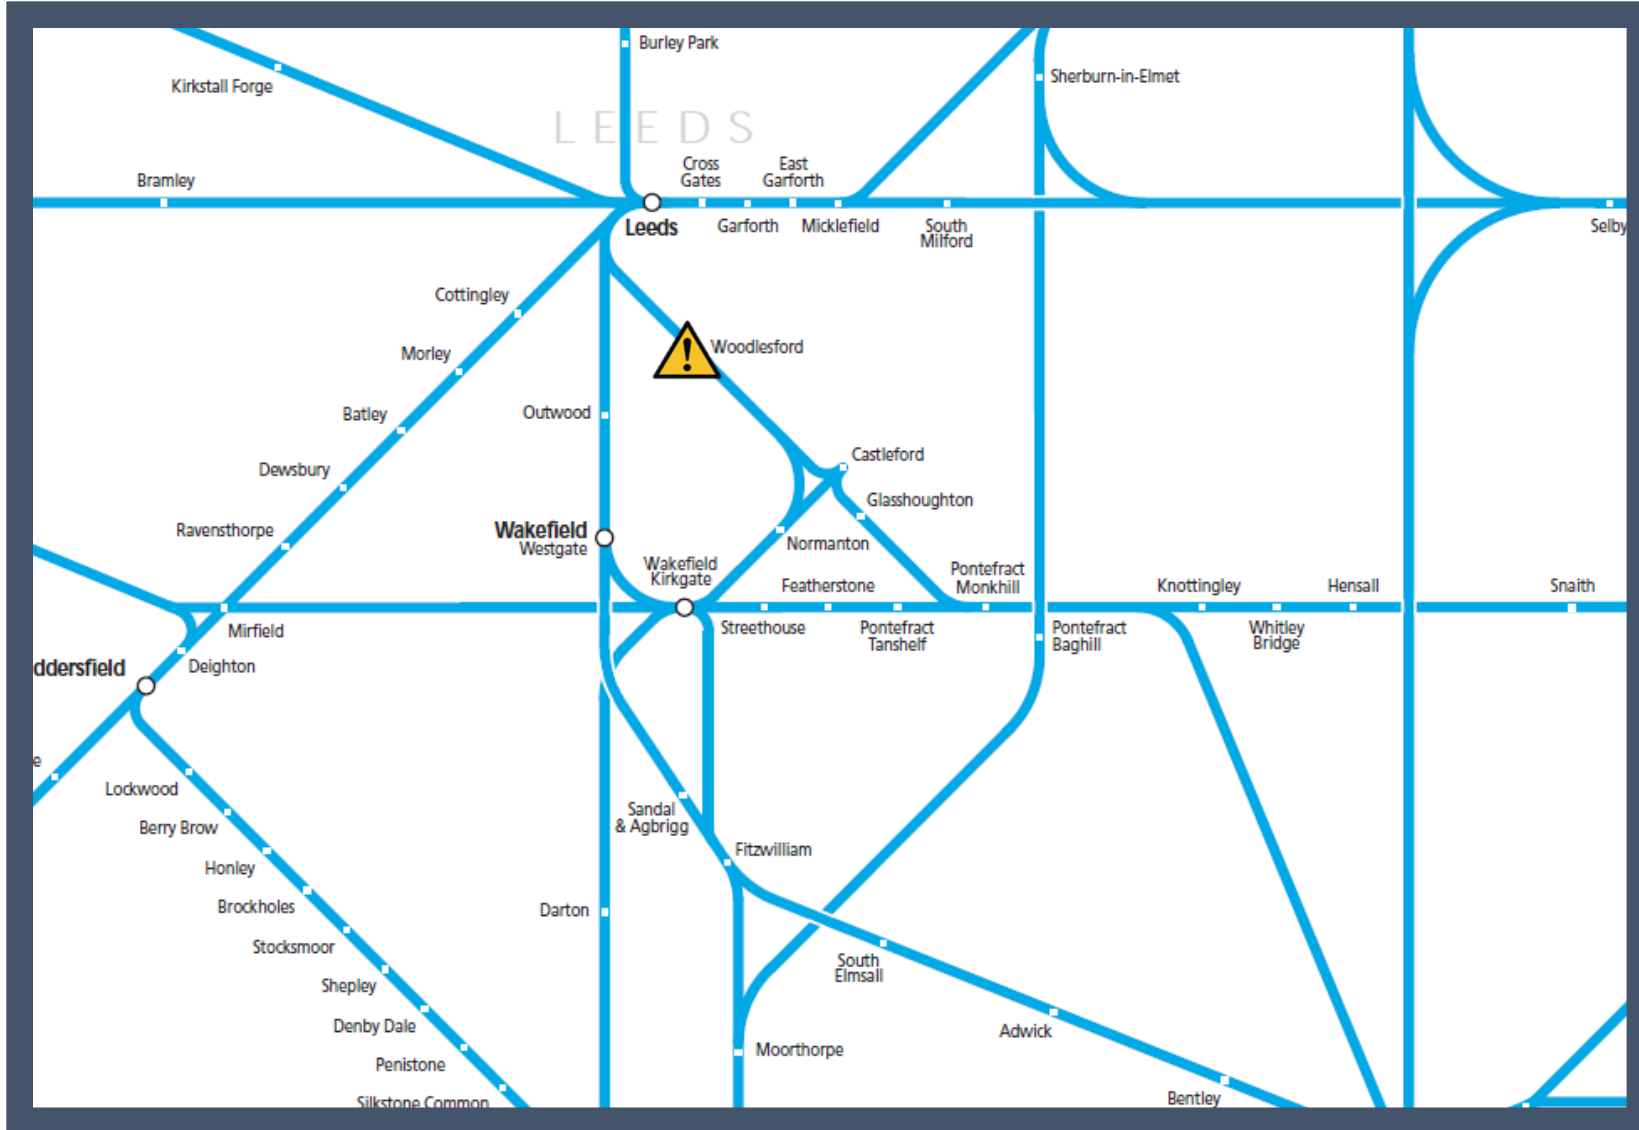 Burley Park
Sherburn-in-Elmet
Kirkstall Forge
LEEDS
Cross
Gates
East
Garforth
Bramley
Leeds
Garforth
Micklefield
South
Milford
Selby
Cottingley
Morley
Woodlesford
Batley
Outwood
Dewsbury
Castleford
Glasshoughton
Ravensthorpe
Wakefield
Westgate
Normanton
Wakefield
Kirkgate
Featherstone
Pontefract
Monkhill
Knottingley
Hensall
Snaith
Mirfield
Streethouse
Pontefract
Tanshelf
Pontefract
Baghill
Whitley
Bridge
ddersfield
Deighton
e
Lockwood
Berry Brow
Sandal
& Agbrigg
Fitzwilliam
Honley
Brockholes
Darton
Stocksmoor
South
Elmsall
Shepley
Denby Dale
Adwick
Moorthorpe
Penistone
Silkstone Common
Bentley